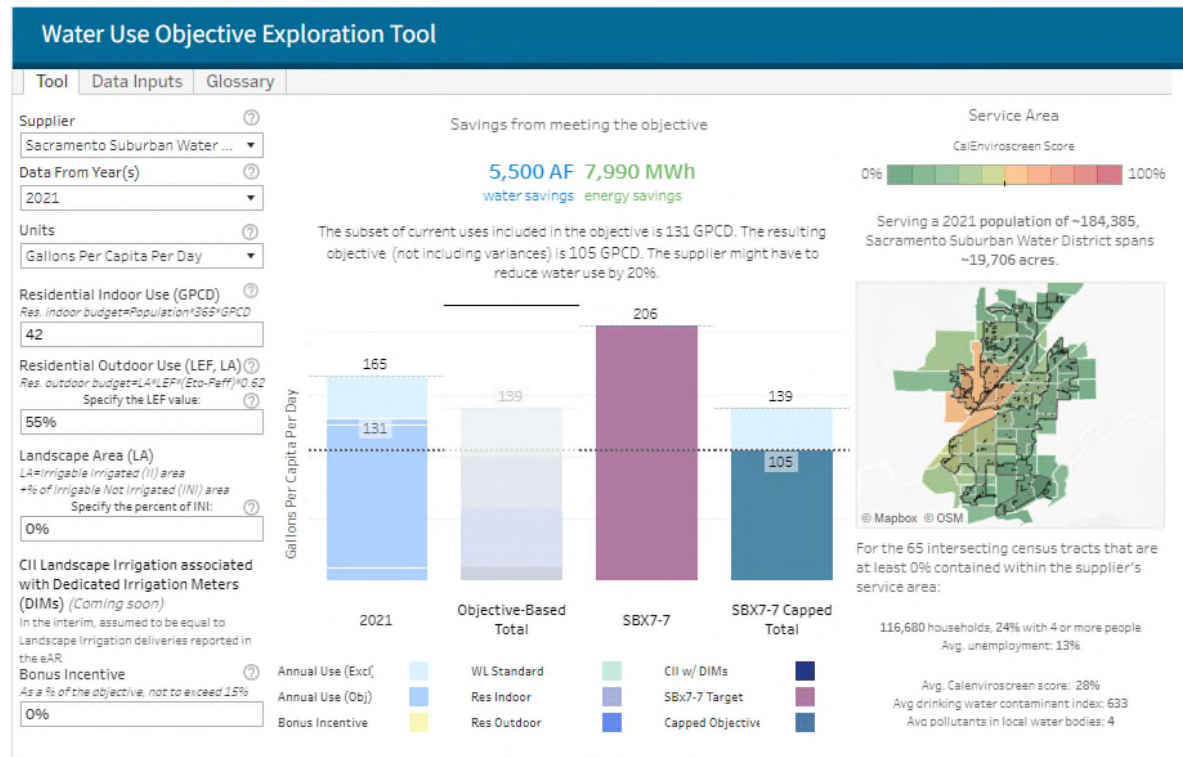 Water Use Objective Exploration Tool
Tool
Data Inputs
Glossary
Supplier
Sacramento Suburban Water ...
Data From Year(s)
2021
Units
Gallons Per Capita Per Day
Residential Indoor Use (GPCD)
Res. indoor budget=Population*365*GPCD
42
Residential Outdoor Use (LEF, LA)
Res. outdoor budget=LA*LEF*(Eto-Peff)*0.62
Specify the LEF value:
55%
Landscape Area (LA)
LA=Irrigable Irrigated (II) area
+% of Irrigable Not Irrigated (INI) area
Specify the percent of INI:
0%
CII Landscape Irrigation associated
with Dedicated Irrigation Meters
(DIMs) (Coming soon)
In the interim, assumed to be equal to
Landscape Irrigation deliveries reported in
the eAR
Bonus Incentive
As a % of the objective, not to exceed 15%
0%
Savings from meeting the objective
5,500 AF 7,990 MWh
water savings energy savings
The subset of current uses included in the objective is 131 GPCD. The resulting
objective (not including variances) is 105 GPCD. The supplier might have to
reduce water use by 20%.
Gallons Per Capita Per Day
165
131
139
206
139
105
2021
Objective-Based
Total
SBX7-7
SBX7-7 Capped
Total
Annual Use (Excl
WL Standard
CII w/ DIMs
Annual Use (Obj)
Res Indoor
SBx7-7 Target
Bonus Incentive
Res Outdoor
Capped Objective
Service Area
CalEnviroscreen Score
0%
100%
Serving a 2021 population of ~184,385,
Sacramento Suburban Water District spans
~19,706 acres.
© Mapbox © OSM
For the 65 intersecting census tracts that are
at least 0% contained within the supplier's
service area:
116,680 households, 24% with 4 or more people
Avg. unemployment: 13%
Avg. Calenviroscreen score: 28%
Avg drinking water contaminant index: 633
Avg pollutants in local water bodies: 4